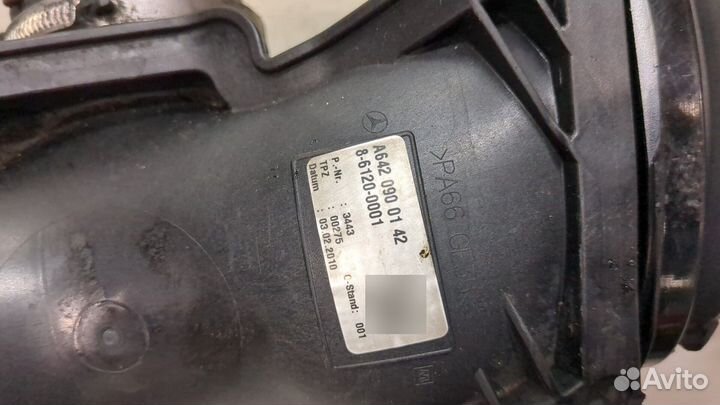 A642 090 01 42
8-6120-0001
P.-Nr. : 3443
TPZ : 00275 C-Stand: 001
Datum : 03.02.2010
>PA66
Avito